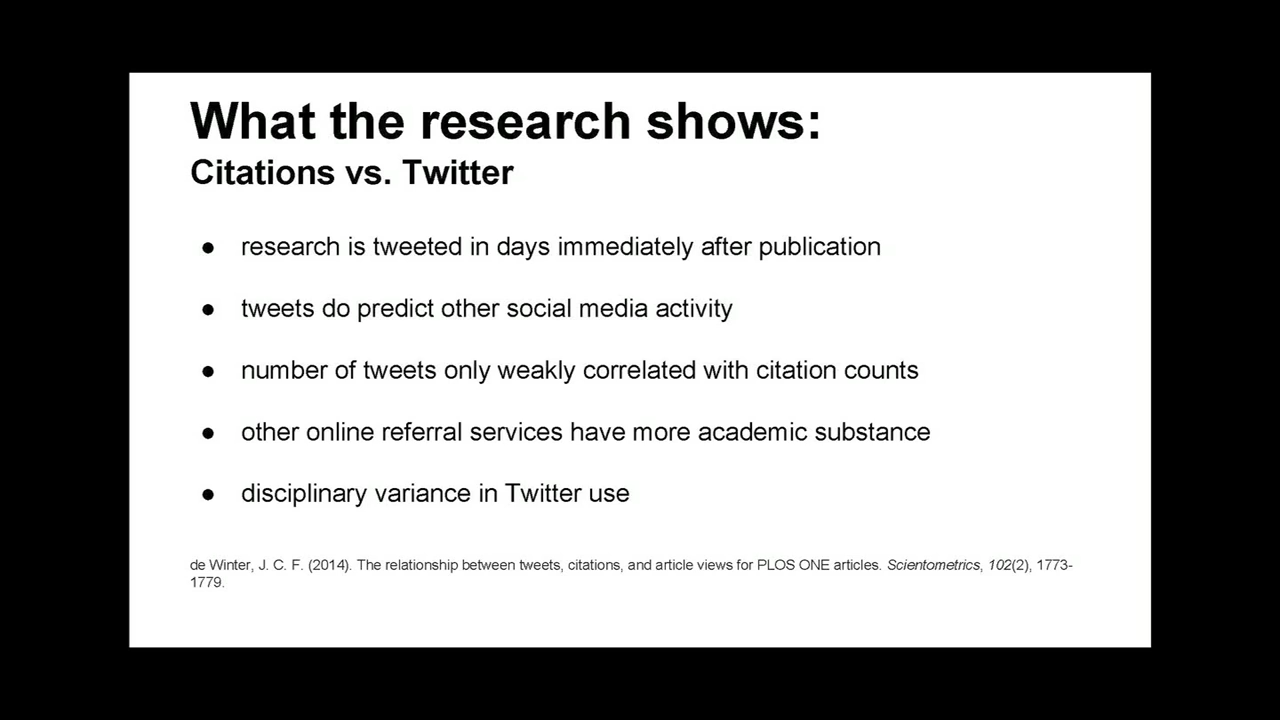 What the research shows:
Citations vs. Twitter
● research is tweeted in days immediately after publication
● tweets do predict other social media activity
● number of tweets only weakly correlated with citation counts
● other online referral services have more academic substance
● disciplinary variance in Twitter use
de Winter, J. C. F. (2014). The relationship between tweets, citations, and article views for PLOS ONE articles. Scientometrics, 102(2), 1773-
1779.